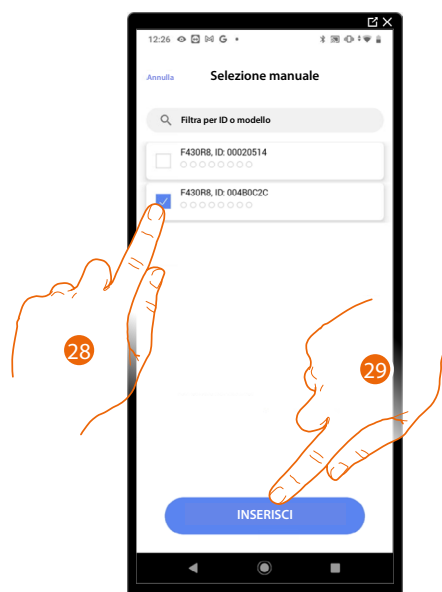 12:26 G
Annulla Selezione manuale
Filtra per ID o modello
F430R8, ID: 00020514
F430R8, ID: 004B0C2C
28
29
INSERISCI